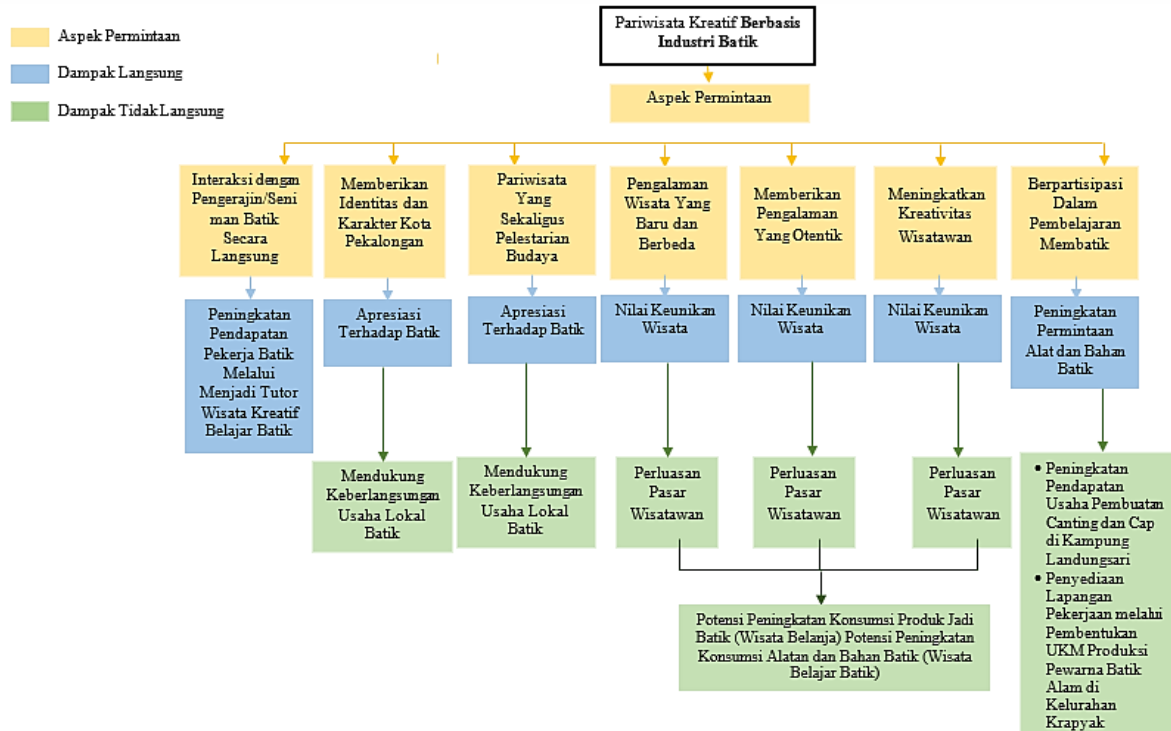 Pariwisata Kreatif Berbasis
Industri Batik
Aspek Permintaan
Dampak Langsung
Dampak Tidak Langsung
Aspek Permintaan
Interaksi dengan
Pengerajin/Seni
man Batik
Secara
Langsung
Memberikan
Identitas dan
Karakter Kota
Pekalongan
Pariwisata
Yang
Sekaligus
Pelestarian
Budaya
Pengalaman
Wisata Yang
Baru dan
Berbeda
Memberikan
Pengalaman
Yang Otentik
Meningkatkan
Kreativitas
Wisatawan
Berpartisipasi
Dalam
Pembelajaran
Membatik
Peningkatan
Pendapatan
Pekerja Batik
Melalui
Menjadi Tutor
Wisata Kreatif
Belajar Batik
Apresiasi
Terhadap Batik
Apresiasi
Terhadap Batik
Nilai Keunikan
Wisata
Nilai Keunikan
Wisata
Nilai Keunikan
Wisata
Peningkatan
Permintaan
Alat dan Bahan
Batik
Mendukung
Keberlangsungan
Usaha Lokal
Batik
Mendukung
Keberlangsungan
Usaha Lokal
Batik
Perluasan
Pasar
Wisatawan
Perluasan
Pasar
Wisatawan
Perluasan
Pasar
Wisatawan
• Peningkatan
Pendapatan
Usaha Pembuatan
Canting dan Cap
di Kampung
Landungsari
• Penyediaan
Lapangan
Pekerjaan melahui
Pembentukan
UKM Produksi
Pewarna Batik
Alam di
Kelurahan
Krapyak
Potensi Peningkatan Konsumsi Produk Jadi
Batik (Wisata Belanja) Potensi Peningkatan
Konsumsi Alatan dan Bahan Batik (Wisata
Belajar Batik)